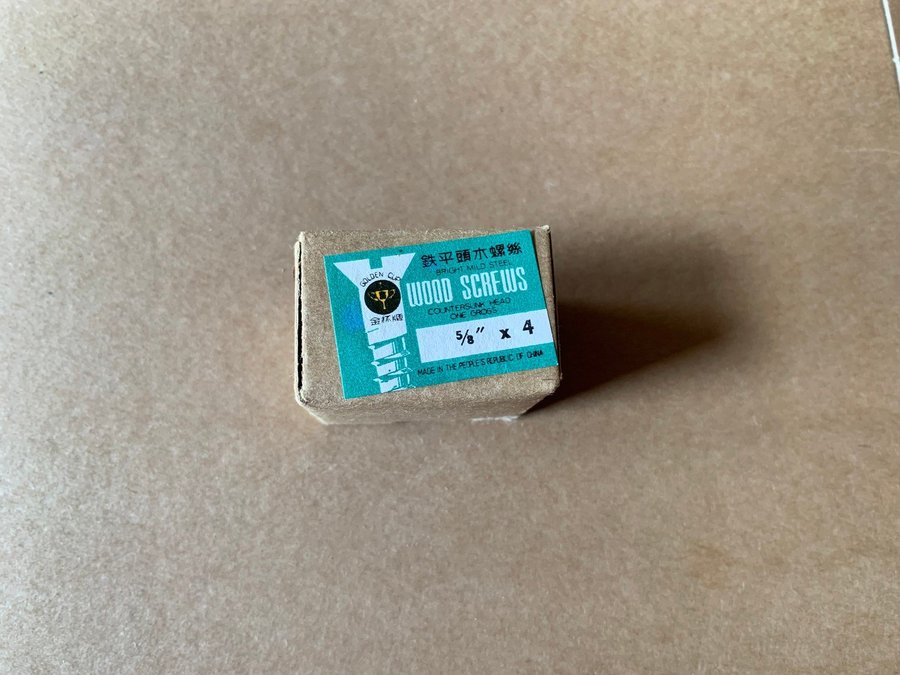 鉄平頭木螺絲
BRIGHT MILD STEEL
WOOD SCREWS
COUNTERSUNK HEAD
ONE GROSS
5/8" x 4
MADE IN THE PEOPLE'S REPUBLIC OF CHINA
GOLDEN CUP
金杯牌